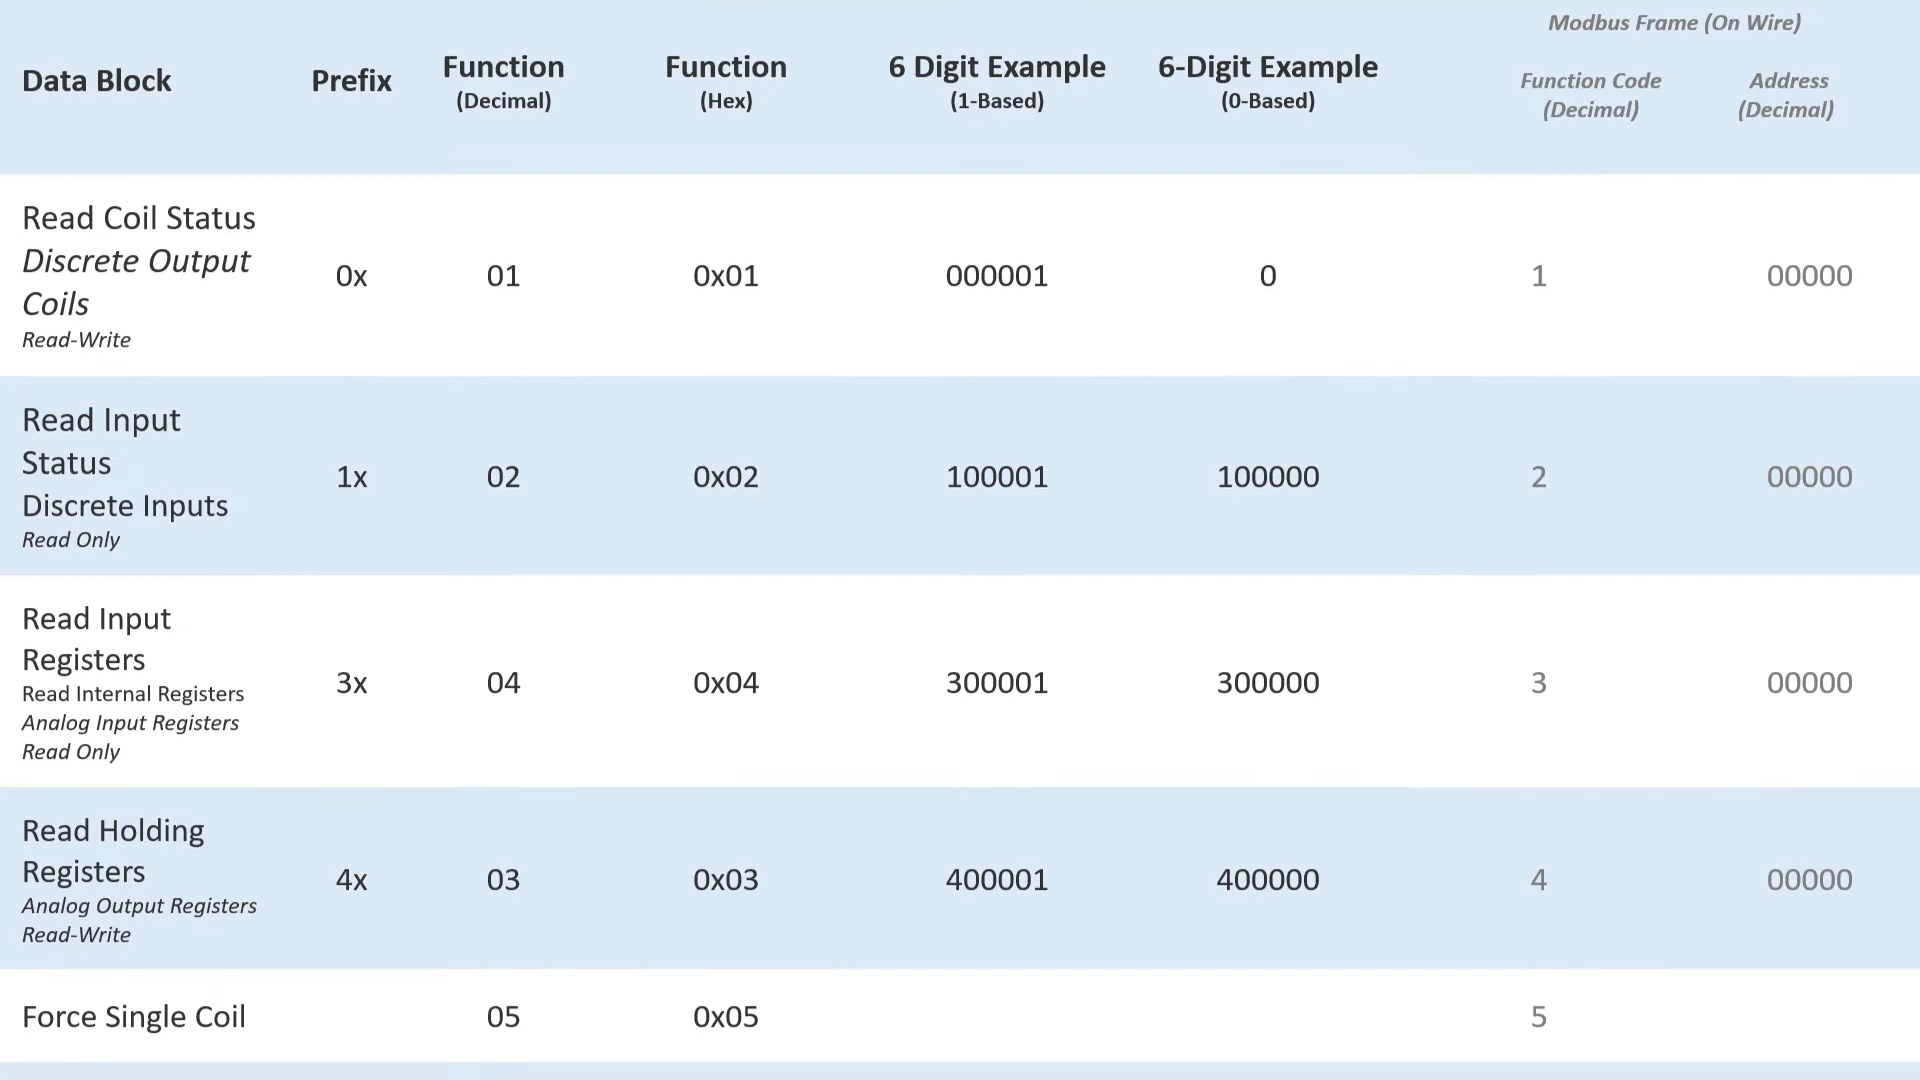 Modbus Frame (On Wire)
Data Block Prefix Function 6 Digit Example 6-Digit Example Function Code Address
(Decimal) (Hex) (1-Based) (0-Based) (Decimal) (Decimal)
Function
Read Coil Status
Discrete Output
Coils
Read-Write
0x 01 0x01 000001 0 1 00000
Read Input
Status
Discrete Inputs
Read Only
1x 02 0x02 100001 100000 2 00000
Read Input
Registers
Read Internal Registers
Analog Input Registers
Read Only
3x 04 0x04 300001 300000 3 00000
Read Holding
Registers
Analog Output Registers
Read-Write
4x 03 0x03 400001 400000 4 00000
Force Single Coil 05 0x05 5